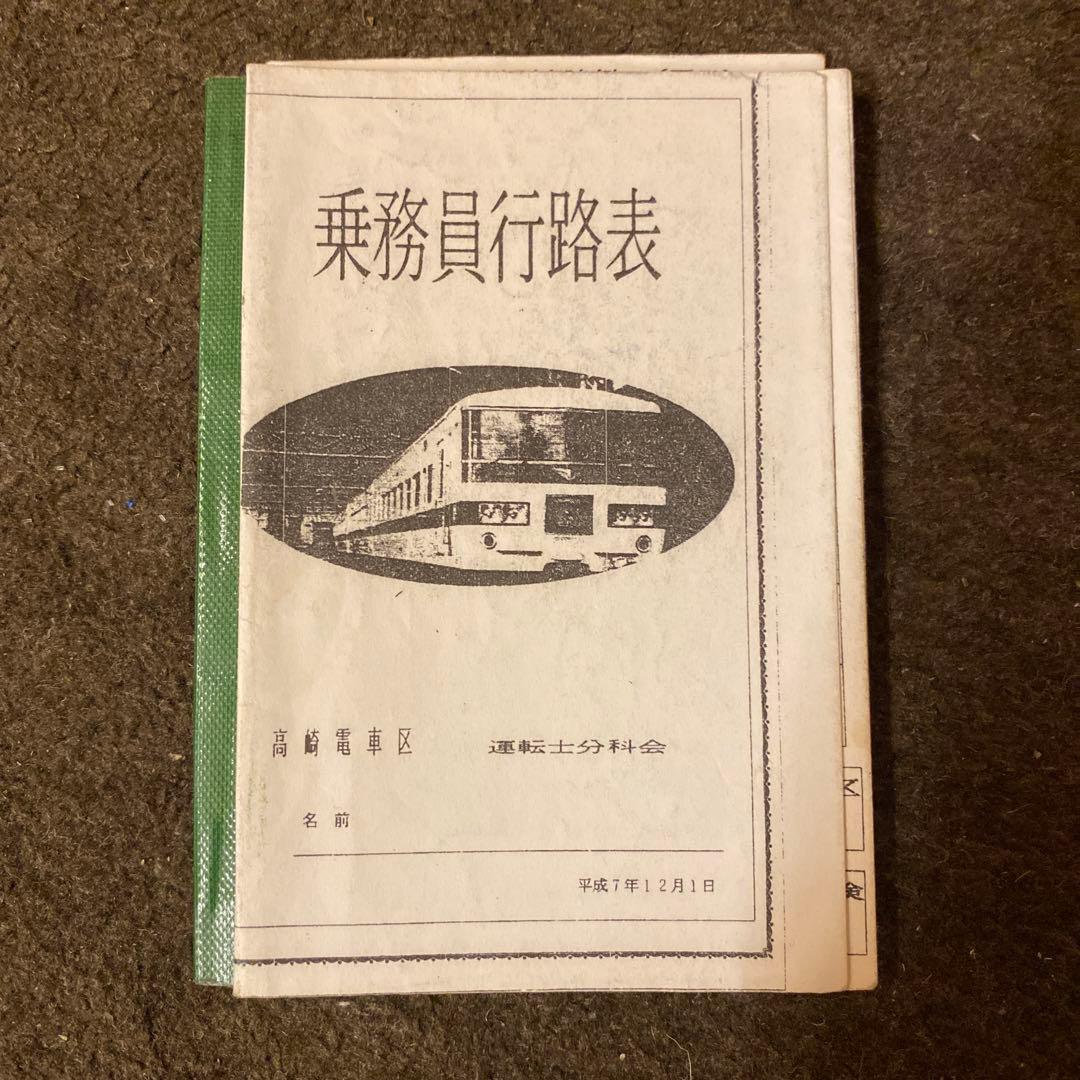 乗務員行路表
高崎電車区 運転士分科会
名前
平成7年12月1日